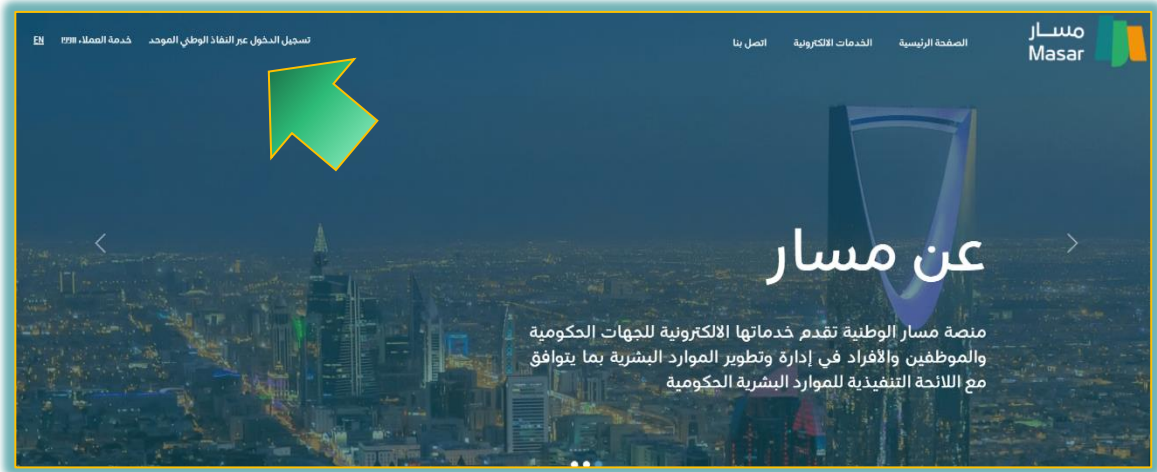 مسار
Masar
الصفحة الرئيسية
الخدمات الالكترونية
اتصل بنا
تسجيل الدخول عبر النفاذ الوطني الموحد
خدمة العملاء
EN
عن مسار
منصة مسار الوطنية تقدم خدماتها الالكترونية للجهات الحكومية
والموظفين والأفراد في إدارة وتطوير الموارد البشرية بما يتوافق
مع اللائحة التنفيذية للموارد البشرية الحكومية